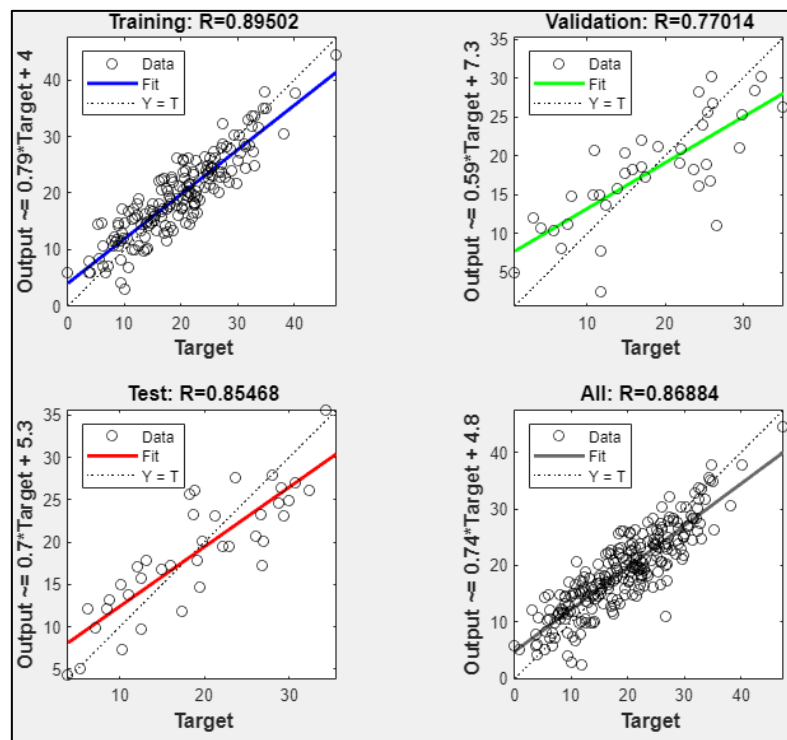 Training: R=0.89502
Output ~= 0.79*Target + 4
Data
Fit
Y = T
40
30
20
10
0
0 10 20 30 40
Target
Validation: R=0.77014
Output ~= 0.59*Target + 7.3
Data
Fit
Y = T
35
30
25
20
15
10
5
10 20 30
Target
Test: R=0.85468
Output ~= 0.7*Target + 5.3
Data
Fit
Y = T
35
30
25
20
15
10
5
10 20 30
Target
All: R=0.86884
Output ~= 0.74*Target + 4.8
Data
Fit
Y = T
40
30
20
10
0
0 10 20 30 40
Target